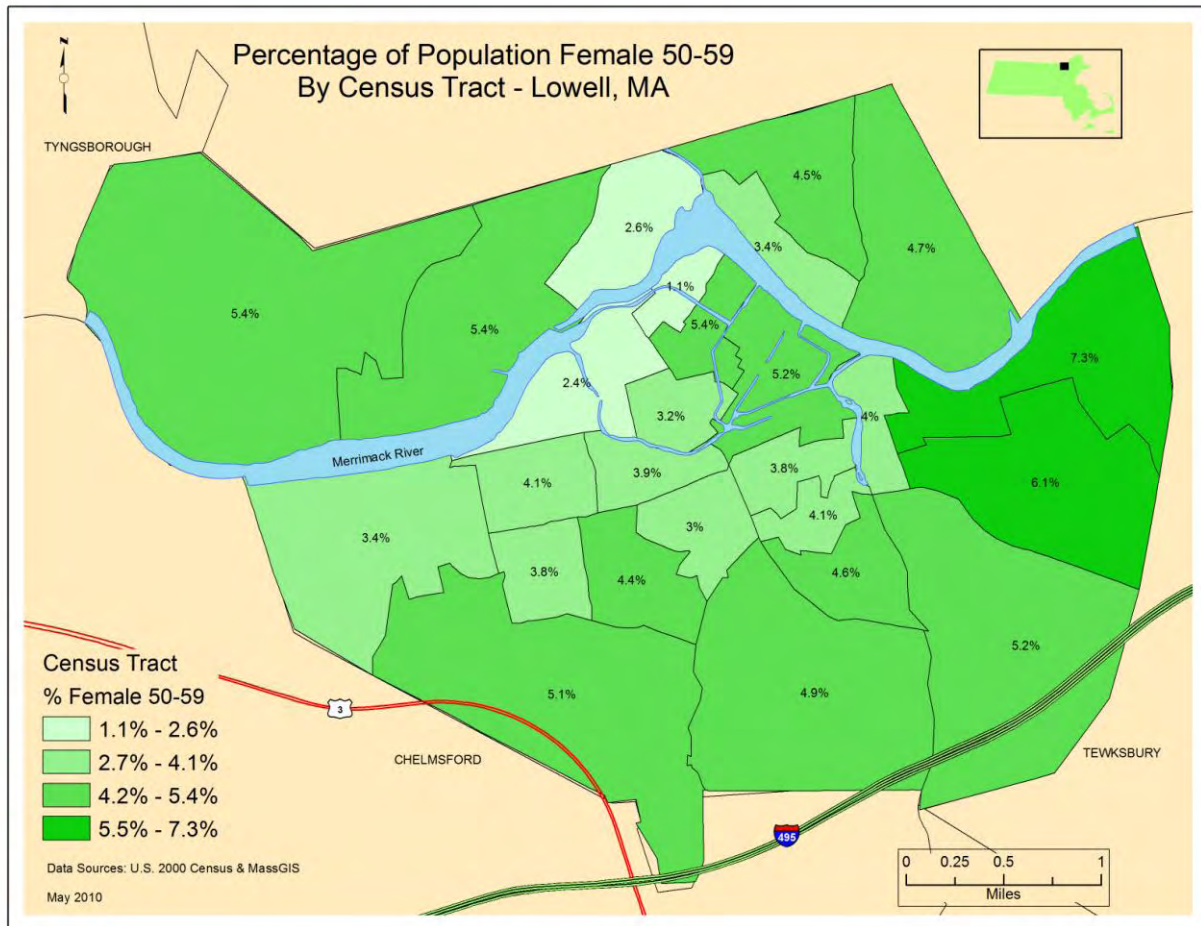 Percentage of Population Female 50-59
By Census Tract - Lowell, MA
N
TYNGSBOROUGH
4.5%
2.6%
3.4%
4.7%
1.1%
5.4%
5.4%
5.4%
7.3%
5.2%
2.4%
3.2%
4%
Merrimack River
3.9%
3.8%
4.1%
6.1%
4.1%
3%
3.4%
3.8%
4.4%
4.6%
5.2%
5.1%
4.9%
Census Tract
% Female 50-59
1.1% - 2.6%
2.7% - 4.1%
4.2% - 5.4%
5.5% - 7.3%
3
CHELMSFORD
TEWKSBURY
495
Data Sources: U.S. 2000 Census & MassGIS
May 2010
0 0.25 0.5 1
Miles